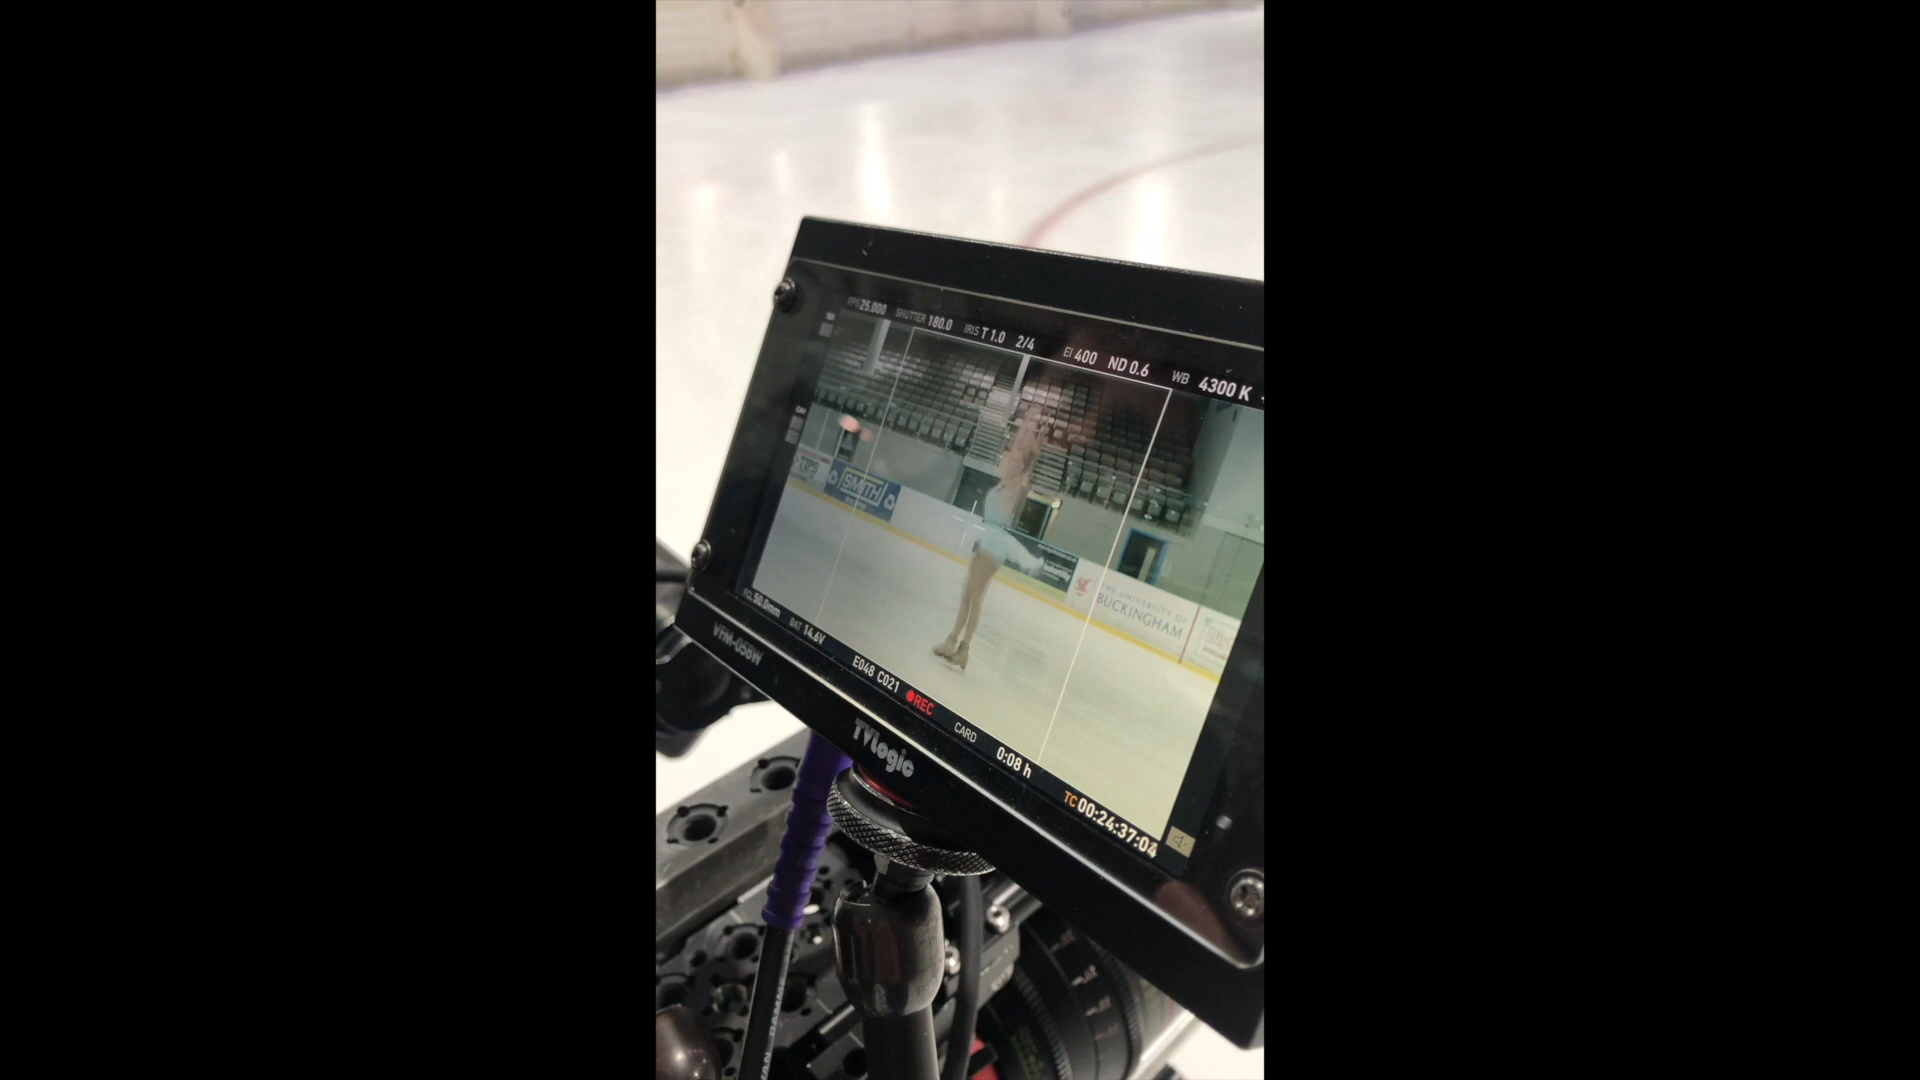 FPS 25.000 SHUTTER 180.0 IRIS T 1.0 2/4 EI 400 ND 0.6 WB 4300 K
SMITH
THE UNIVERSITY OF
BUCKINGHAM
FCL 50.0mm BAT 14.6V E048 C021 REC CARD 0:08 h TC 00:24:37:04
VFM-058W
TVLogic